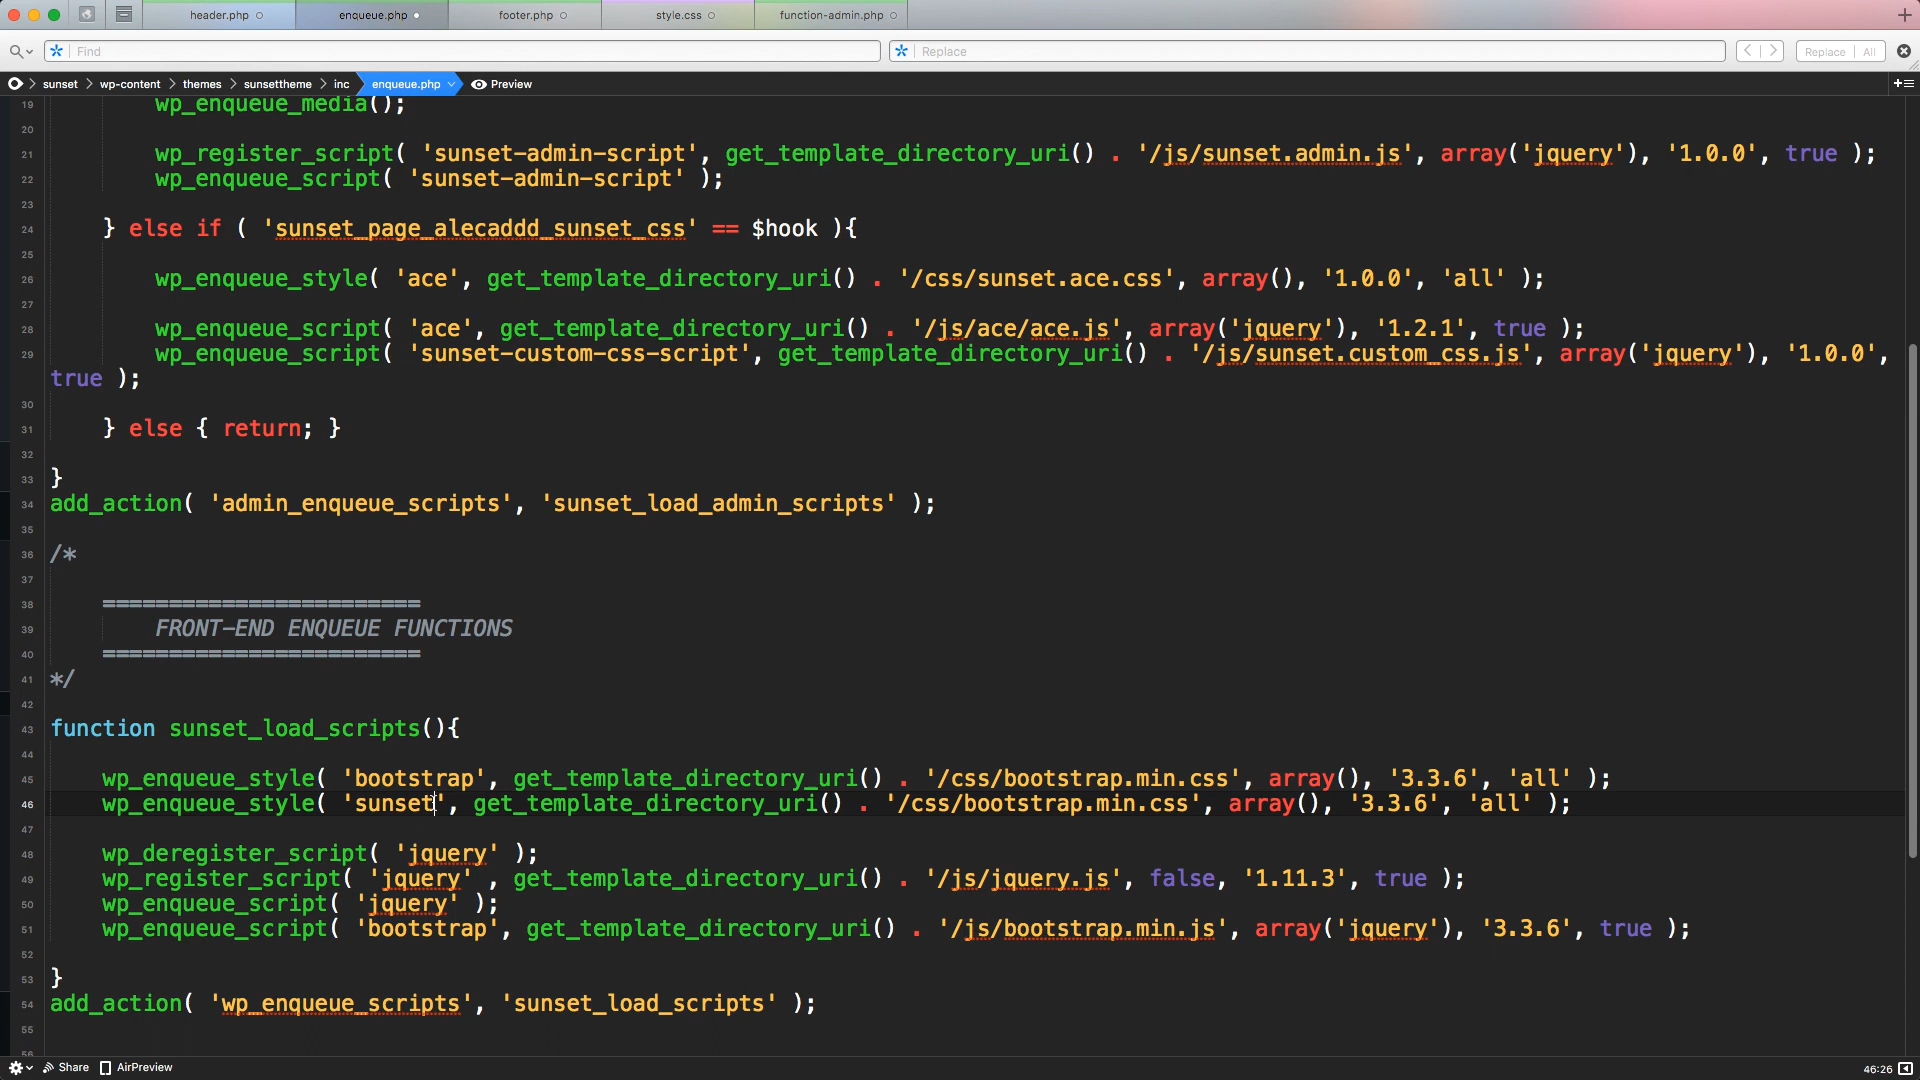 header.php
enqueue.php
footer.php
style.css
function-admin.php
Find
Replace
Replace All
sunset wp-content themes sunsettheme inc enqueue.php Preview
19 wp_enqueue_media();
20
21 wp_register_script( 'sunset-admin-script', get_template_directory_uri() . '/js/sunset.admin.js', array('jquery'), '1.0.0', true );
22 wp_enqueue_script( 'sunset-admin-script' );
23
24 } else if ( 'sunset_page_alecaddd_sunset_css' == $hook ){
25
26 wp_enqueue_style( 'ace', get_template_directory_uri() . '/css/sunset.ace.css', array(), '1.0.0', 'all' );
27
28 wp_enqueue_script( 'ace', get_template_directory_uri() . '/js/ace/ace.js', array('jquery'), '1.2.1', true );
29 wp_enqueue_script( 'sunset-custom-css-script', get_template_directory_uri() . '/js/sunset.custom_css.js', array('jquery'), '1.0.0',
true );
30
31 } else { return; }
32
33 }
34 add_action( 'admin_enqueue_scripts', 'sunset_load_admin_scripts' );
35
36 /*
37
38 ========================
39 FRONT-END ENQUEUE FUNCTIONS
40 ========================
41 */
42
43 function sunset_load_scripts(){
44
45 wp_enqueue_style( 'bootstrap', get_template_directory_uri() . '/css/bootstrap.min.css', array(), '3.3.6', 'all' );
46 wp_enqueue_style( 'sunset', get_template_directory_uri() . '/css/bootstrap.min.css', array(), '3.3.6', 'all' );
47
48 wp_deregister_script( 'jquery' );
49 wp_register_script( 'jquery' , get_template_directory_uri() . '/js/jquery.js', false, '1.11.3', true );
50 wp_enqueue_script( 'jquery' );
51 wp_enqueue_script( 'bootstrap', get_template_directory_uri() . '/js/bootstrap.min.js', array('jquery'), '3.3.6', true );
52
53 }
54 add_action( 'wp_enqueue_scripts', 'sunset_load_scripts' );
55
56
Share AirPreview
46:26